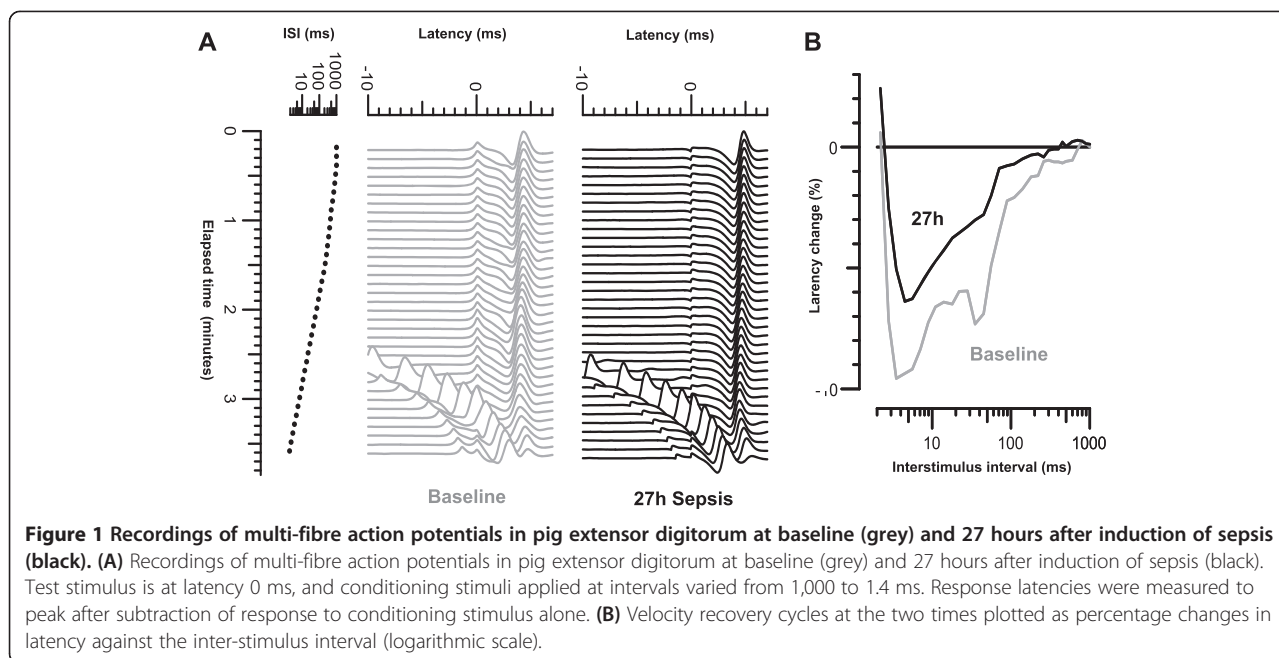 A
ISI (ms)
Latency (ms)
Latency (ms)
B
10
100
1000
-10
0
-10
0
0
1
2
3
Elapsed time (minutes)
Baseline
27h Sepsis
0
-,0
Larency change (%)
27h
Baseline
10
100
1000
Interstimulus interval (ms)
Figure 1 Recordings of multi-fibre action potentials in pig extensor digitorum at baseline (grey) and 27 hours after induction of sepsis
(black). (A) Recordings of multi-fibre action potentials in pig extensor digitorum at baseline (grey) and 27 hours after induction of sepsis (black).
Test stimulus is at latency 0 ms, and conditioning stimuli applied at intervals varied from 1,000 to 1.4 ms. Response latencies were measured to
peak after subtraction of response to conditioning stimulus alone. (B) Velocity recovery cycles at the two times plotted as percentage changes in
latency against the inter-stimulus interval (logarithmic scale).